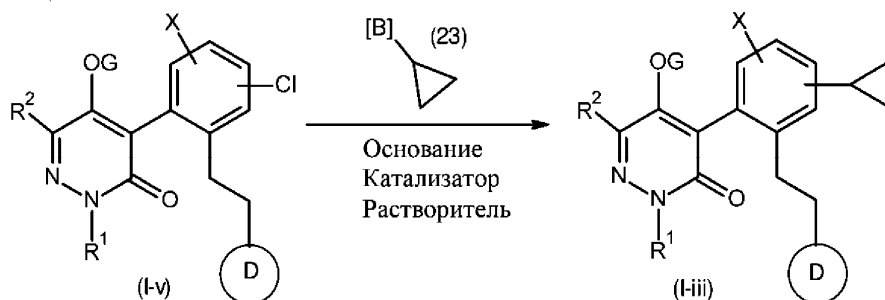 X
OG
R²
Cl
N
N
O
R¹
D
(I-v)
[B]
(23)
Основание
Катализатор
Растворитель
X
OG
R²
N
N
O
R¹
D
(I-iii)